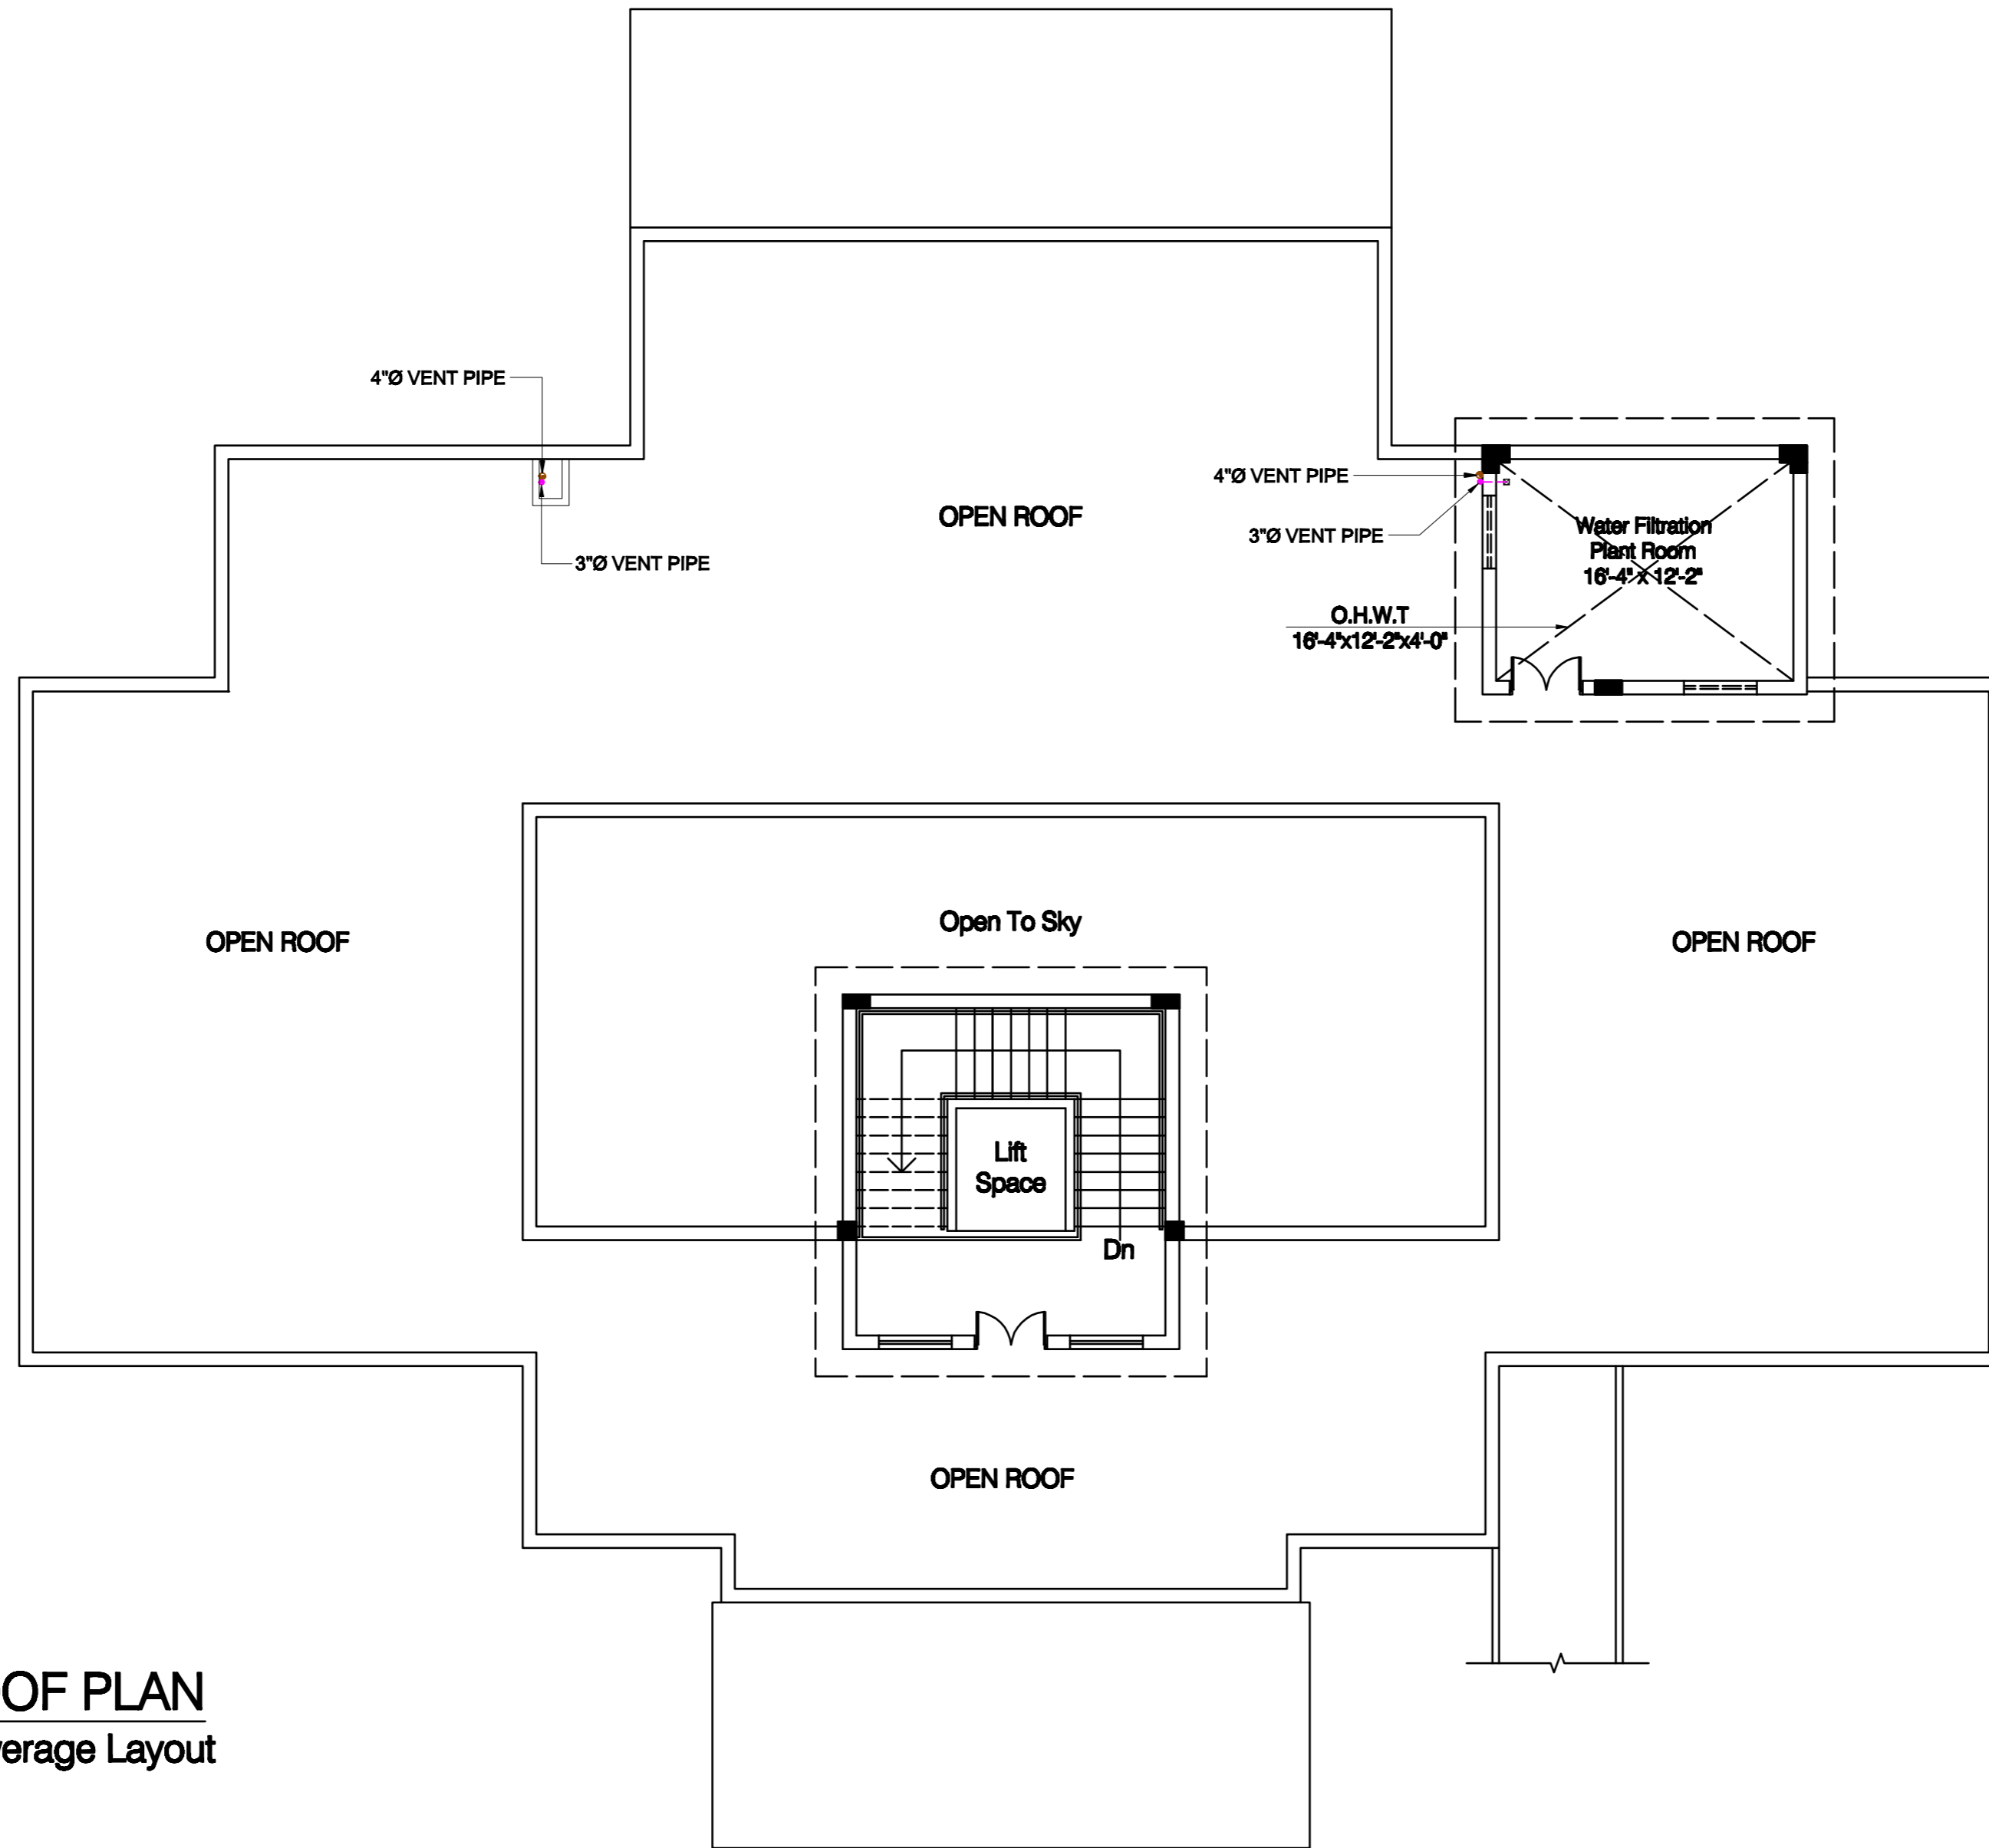 4"Ø VENT PIPE
3"Ø VENT PIPE
OPEN ROOF
4"Ø VENT PIPE
3"Ø VENT PIPE
Water Filtration
Plant Room
16'-4" x 12'-2"
O.H.W.T
16'-4"x12'-2"x4'-0"
OPEN ROOF
Open To Sky
OPEN ROOF
Lift
Space
Dn
OPEN ROOF
OF PLAN
erage Layout